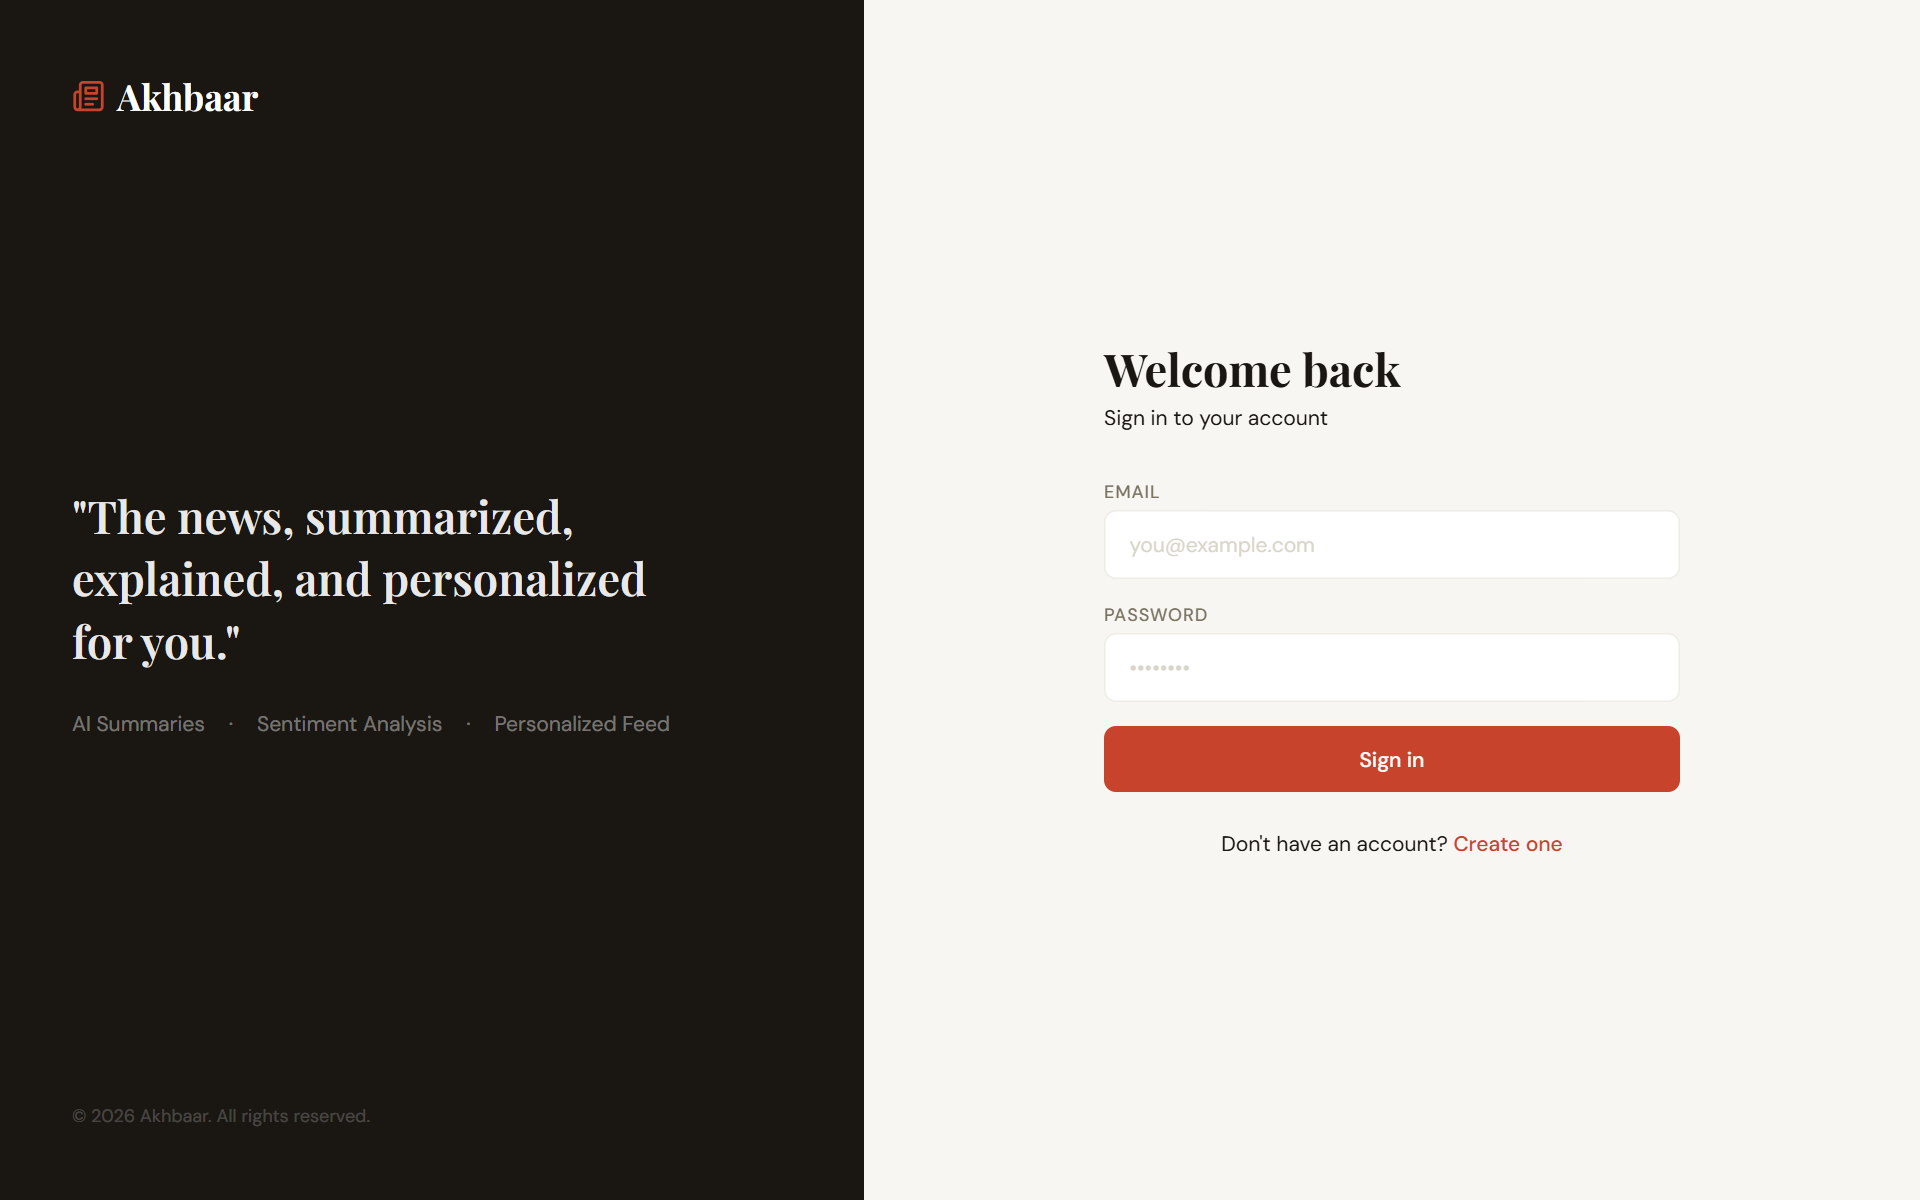 Akhbaar
"The news, summarized,
explained, and personalized
for you."
AI Summaries · Sentiment Analysis · Personalized Feed
© 2026 Akhbaar. All rights reserved.
Welcome back
Sign in to your account
EMAIL
you@example.com
PASSWORD
••••••••
Sign in
Don't have an account? Create one